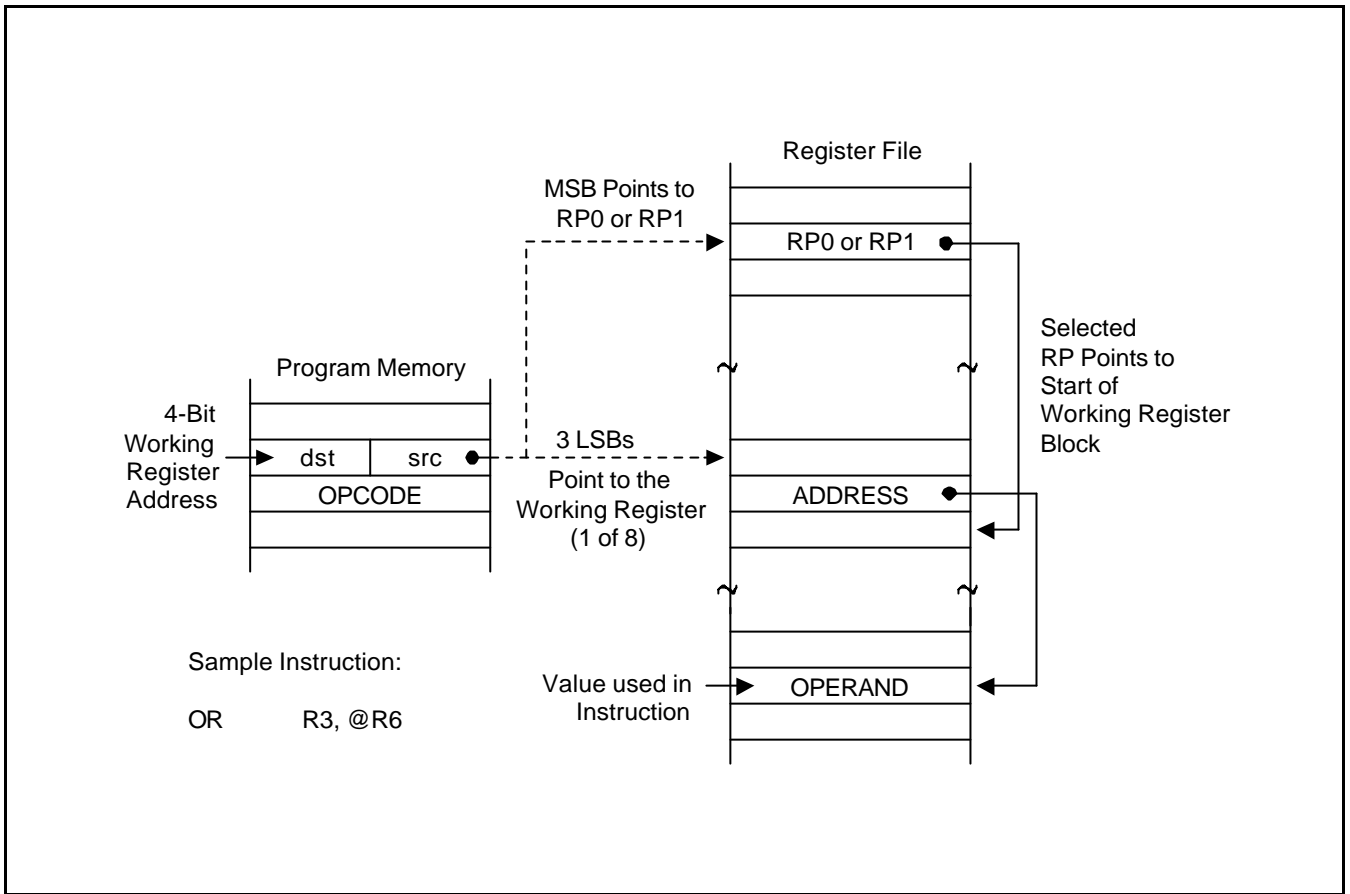 Register File
MSB Points to
RP0 or RP1
RP0 or RP1
Selected
RP Points to
Start of
Working Register
Block
Program Memory
4-Bit
Working
Register
Address
dst
src
OPCODE
3 LSBs
Point to the
Working Register
(1 of 8)
ADDRESS
Sample Instruction:
OR R3, @R6
Value used in
Instruction
OPERAND